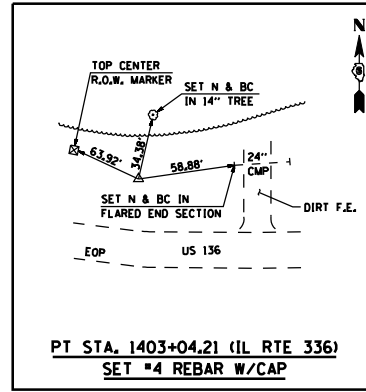 N
TOP CENTER
R.O.W. MARKER
SET N & BC
IN 14" TREE
63.92'
34.38'
58.88'
24"
CMP
SET N & BC IN
FLARED END SECTION
DIRT F.E.
EOP
US 136
PT STA. 1403+04.21 (IL RTE 336)
SET #4 REBAR W/CAP